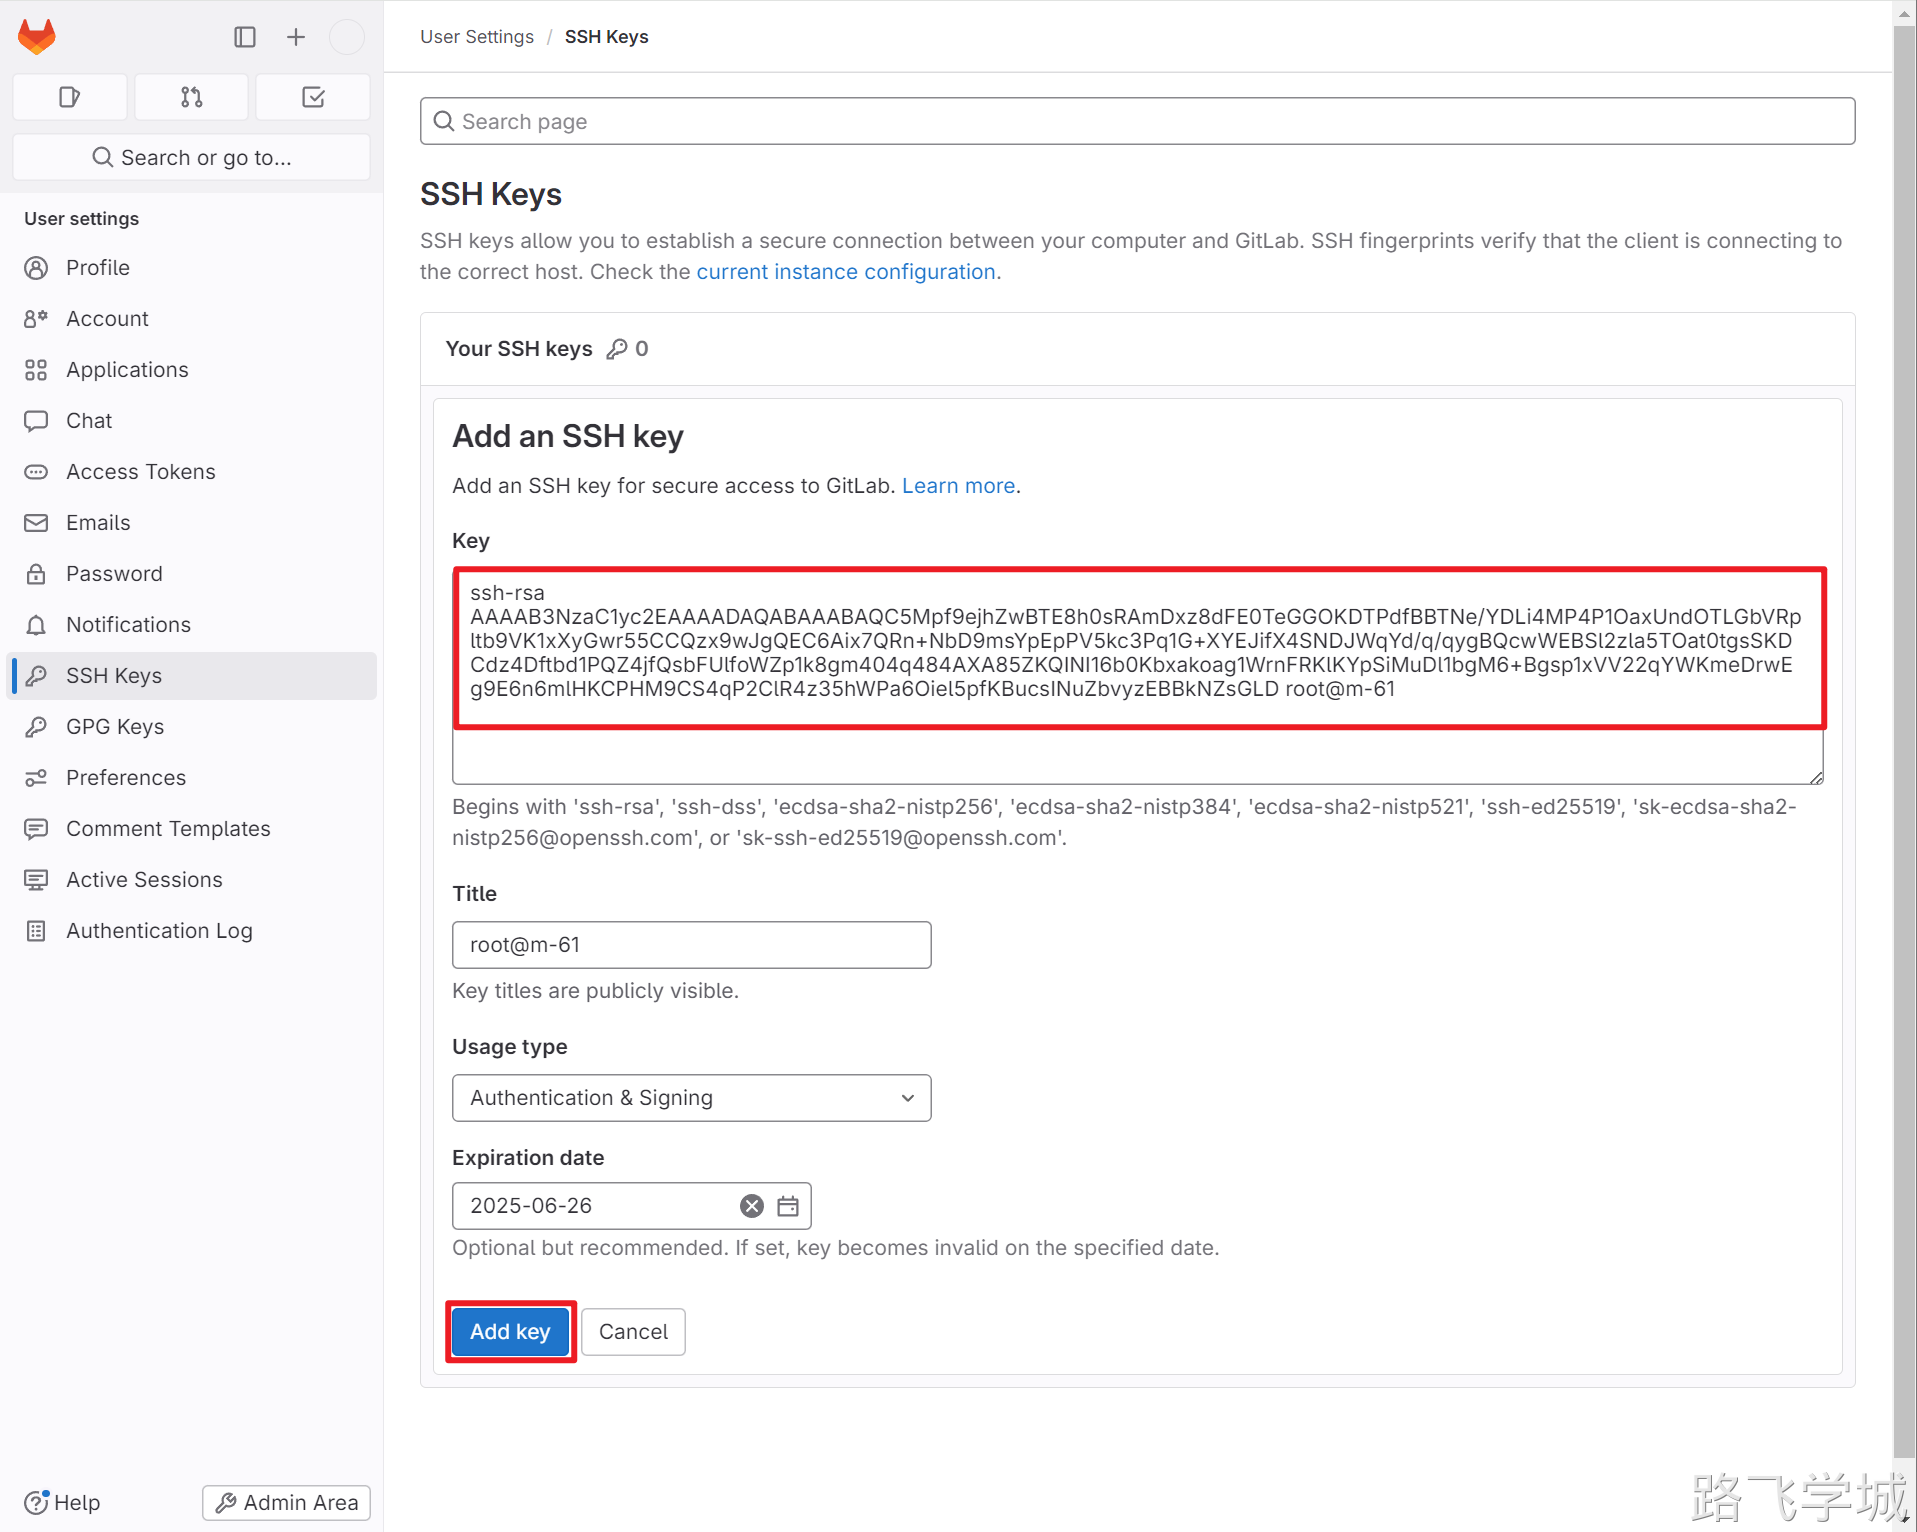 User Settings / SSH Keys
Search page
Search or go to...
User settings
Profile
Account
Applications
Chat
Access Tokens
Emails
Password
Notifications
SSH Keys
GPG Keys
Preferences
Comment Templates
Active Sessions
Authentication Log
Help
Admin Area
SSH Keys
SSH keys allow you to establish a secure connection between your computer and GitLab. SSH fingerprints verify that the client is connecting to
the correct host. Check the current instance configuration.
Your SSH keys 0
Add an SSH key
Add an SSH key for secure access to GitLab. Learn more.
Key
ssh-rsa
AAAAB3NzaC1yc2EAAAADAQABAAABAQC5Mpf9ejhZwBTE8h0sRAmDxz8dFE0TeGGOKDTPdfBBTNe/YDLi4MP4P1OaxUndOTLGbVRp
ltb9VK1xXyGwr55CCQzx9wJgQEC6Aix7QRn+NbD9msYpEpPV5kc3Pq1G+XYEJifX4SNDJWqYd/q/qygBQcwWEBSl2zla5TOat0tgsSKD
Cdz4Dftbd1PQZ4jfQsbFUlfoWZp1k8gm404q484AXA85ZKQINI16b0Kbxakoag1WrnFRKlKYpSiMuDl1bgM6+Bgsp1xVV22qYWKmeDrwE
g9E6n6mlHKCPHM9CS4qP2ClR4z35hWPa6Oiel5pfKBucsINuZbvyzEBBkNZsGLD root@m-61
Begins with 'ssh-rsa', 'ssh-dss', 'ecdsa-sha2-nistp256', 'ecdsa-sha2-nistp384', 'ecdsa-sha2-nistp521', 'ssh-ed25519', 'sk-ecdsa-sha2-
nistp256@openssh.com', or 'sk-ssh-ed25519@openssh.com'.
Title
root@m-61
Key titles are publicly visible.
Usage type
Authentication & Signing
Expiration date
2025-06-26
Optional but recommended. If set, key becomes invalid on the specified date.
Add key
Cancel
路飞学城